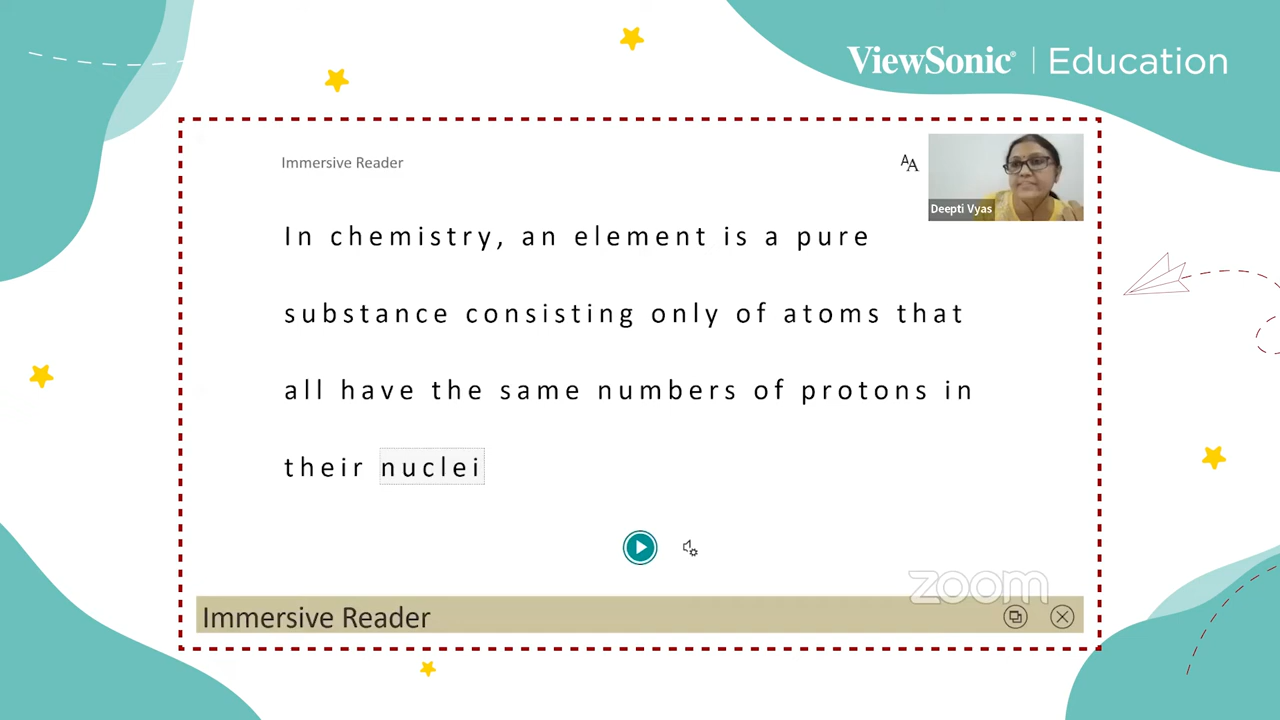 ViewSonic® | Education
Immersive Reader
AA
Deepti Vyas
In chemistry, an element is a pure
substance consisting only of atoms that
all have the same numbers of protons in
their nuclei
zoom
Immersive Reader